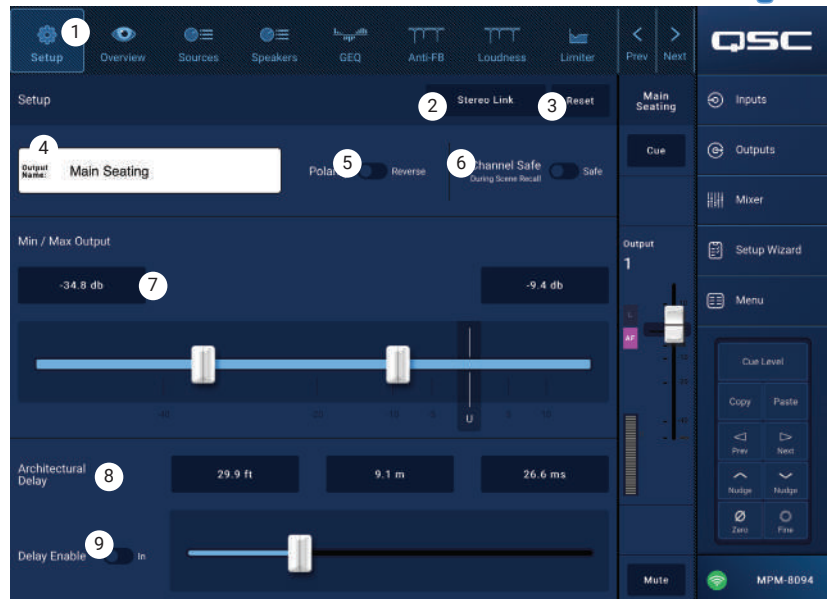 1
Setup
Overview
Sources
Speakers
GEQ
Anti-FB
Loudness
Limiter
Prev
Next
QSC
Setup
2
Stereo Link
3
Reset
Main
Seating
Inputs
4
Output
Name:
Main Seating
5
Reverse
6
Channel Safe
During Scene Recall
Safe
Cue
Outputs
Mixer
Min / Max Output
Output
1
Setup Wizard
-34.8 db
7
-9.4 db
Menu
L
AF
10
Cue Level
Copy
Paste
-40
-20
-10
-5
U
5
10
Prev
Next
Architectural
Delay
8
29.9 ft
9.1 m
26.6 ms
Nudge
Nudge
Zero
Fine
Delay Enable
9
In
Mute
MPM-8094